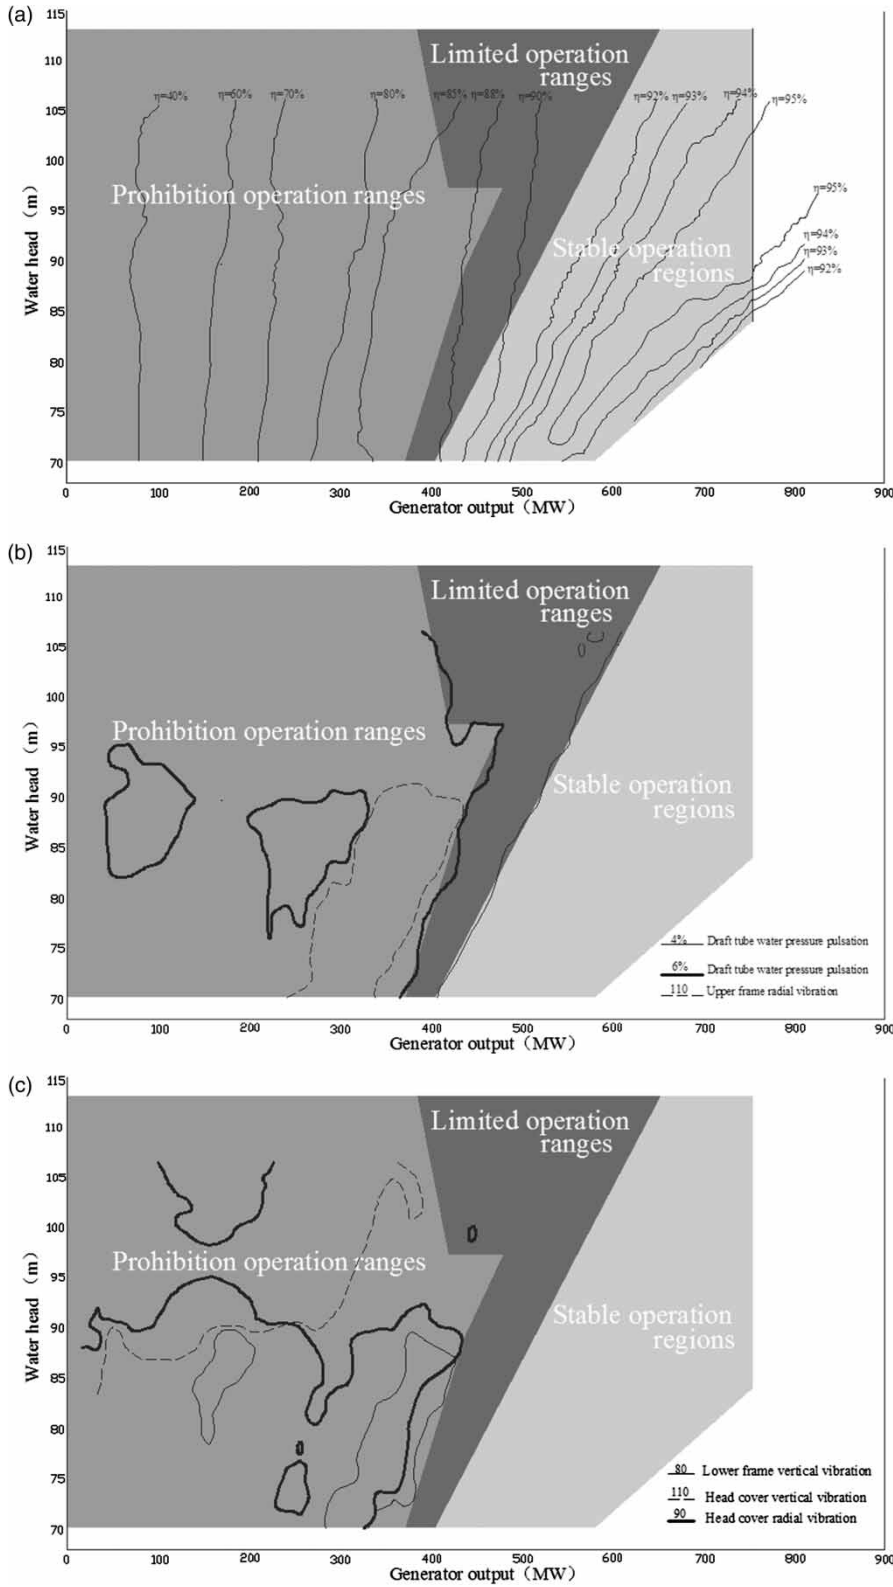 (a)
115
110
105
100
95
90
85
80
75
70
Water head （m）
Limited operation
ranges
η=40%
η=60%
η=70%
η=80%
η=85%
η=88%
η=90%
η=92%
η=93%
η=94%
η=95%
Prohibition operation ranges
Stable operation
regions
η=95%
η=94%
η=93%
η=92%
0 100 200 300 400 500 600 700 800 900
Generator output（MW）
(b)
115
110
105
100
95
90
85
80
75
70
Water head （m）
Limited operation
ranges
Prohibition operation ranges
Stable operation
regions
4% Draft tube water pressure pulsation
6% Draft tube water pressure pulsation
110 Upper frame radial vibration
0 100 200 300 400 500 600 700 800 900
Generator output（MW）
(c)
115
110
105
100
95
90
85
80
75
70
Water head （m）
Limited operation
ranges
Prohibition operation ranges
Stable operation
regions
80 Lower frame vertical vibration
110 Head cover vertical vibration
90 Head cover radial vibration
0 100 200 300 400 500 600 700 800 900
Generator output（MW）